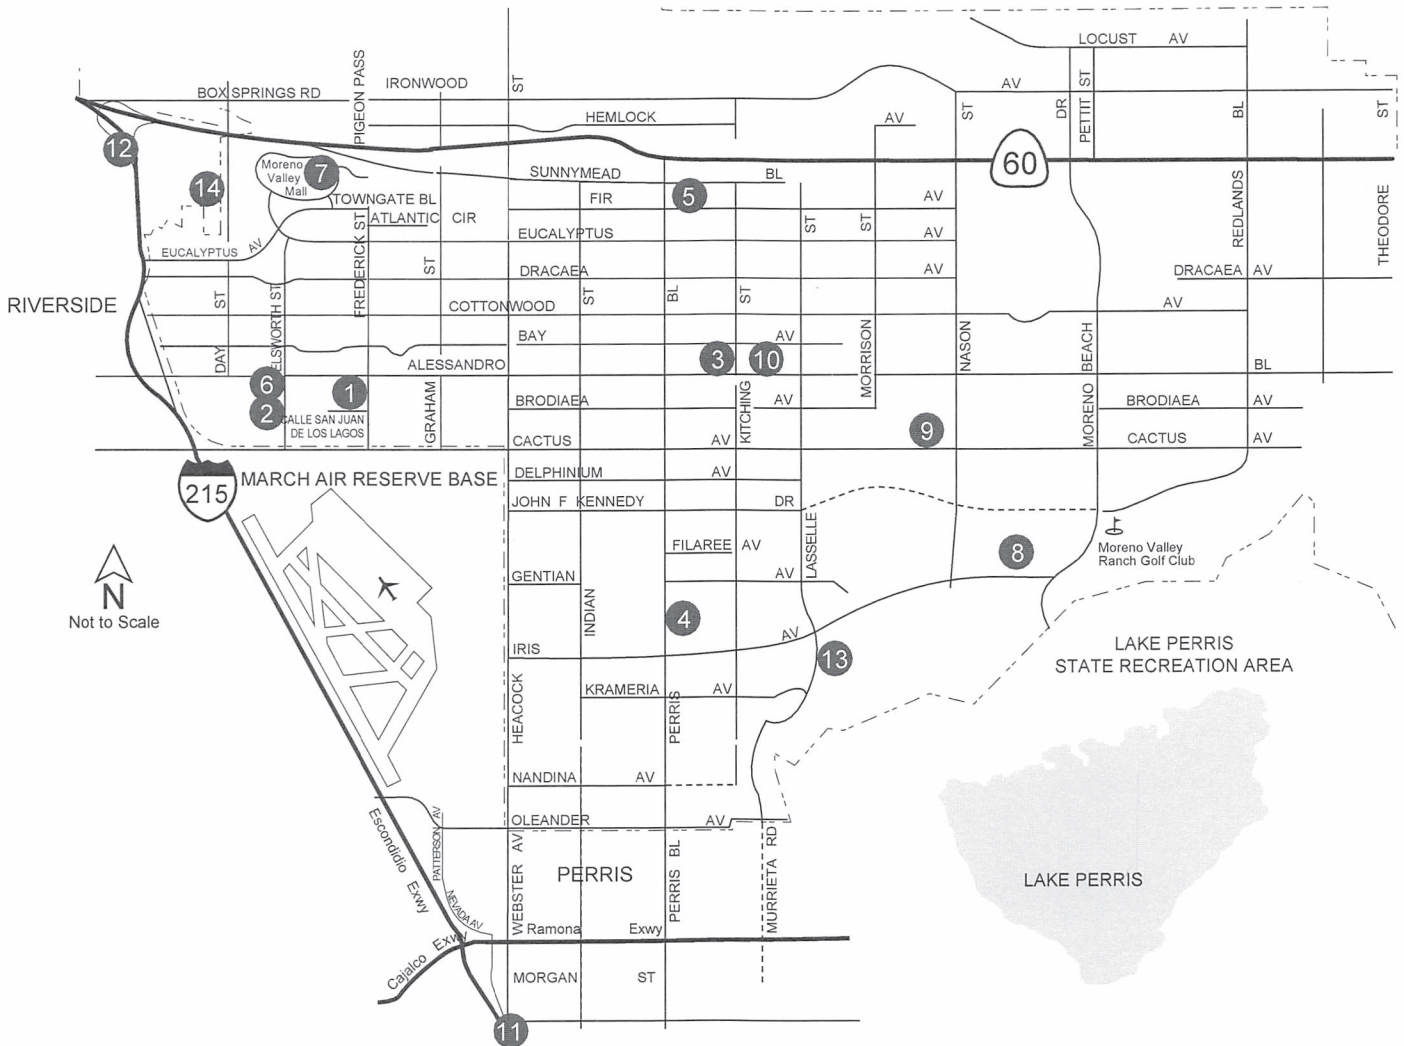 LOCUST AV
IRONWOOD
AV
BOX SPRINGS RD
PIGEON PASS
ST
HEMLOCK
AV
ST
DR
PETTIT ST
BL
ST
60
12
Moreno
Valley
Mall
7
14
SUNNYMEAD BL
5
TOWNGATE BL
FIR AV
ATLANTIC CIR
EUCALYPTUS AV
EUCALYPTUS AV
DRACAEA AV
DRACAEA AV
FREDERICK ST
ST
ST
ST
REDLANDS
THEODORE
RIVERSIDE
ST
ELSWORTH ST
COTTONWOOD AV
ST
BL
ST
BAY AV
DAY
ALESSANDRO BL
3
10
MORRISON
NASON
MORENO BEACH
6
1
2
CALLE SAN JUAN
DE LOS LAGOS
GRAHAM
BRODIAEA AV
BRODIAEA AV
KITCHING
9
CACTUS AV
CACTUS AV
215
MARCH AIR RESERVE BASE
DELPHINIUM AV
JOHN F KENNEDY DR
LASSELLE
FILAREE AV
8
Moreno Valley
Ranch Golf Club
GENTIAN AV
N
Not to Scale
INDIAN
4
IRIS AV
13
LAKE PERRIS
STATE RECREATION AREA
HEACOCK
KRAMERIA AV
PERRIS
NANDINA AV
OLEANDER AV
Escondidio Exwy
PATTERSON AV
NEVADA AV
WEBSTER AV
PERRIS
PERRIS BL
MURRIETA RD
LAKE PERRIS
Ramona Exwy
Cajalco Exwy
MORGAN ST
11